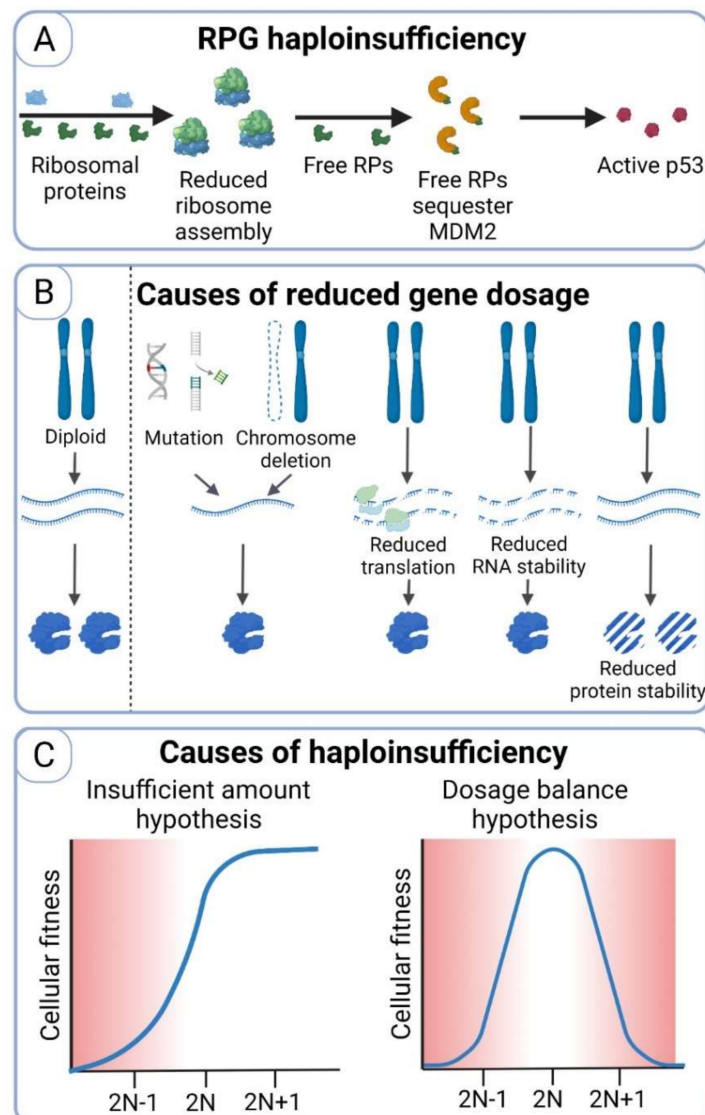 A
RPG haploinsufficiency
Ribosomal
proteins
Reduced
ribosome
assembly
Free RPs
Free RPs
sequester
MDM2
Active p53
B
Causes of reduced gene dosage
Diploid
Mutation
Chromosome
deletion
Reduced
translation
Reduced
RNA stability
Reduced
protein stability
C
Causes of haploinsufficiency
Insufficient amount
hypothesis
Cellular fitness
2N-1 2N 2N+1
Dosage balance
hypothesis
Cellular fitness
2N-1 2N 2N+1